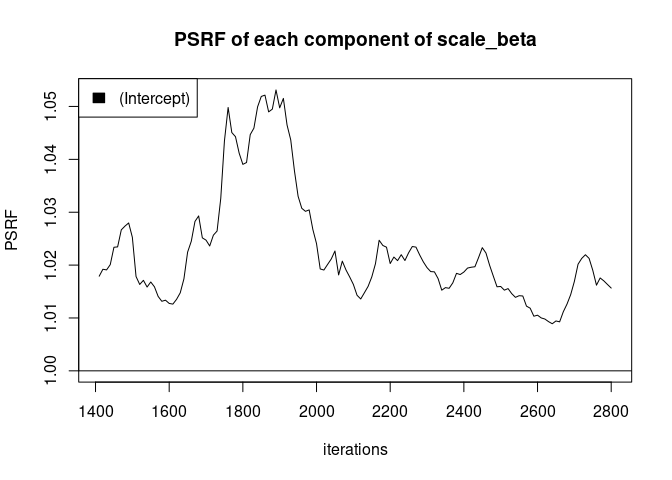 PSRF of each component of scale_beta
(Intercept)
PSRF
1.05
1.04
1.03
1.02
1.01
1.00
1400 1600 1800 2000 2200 2400 2600 2800
iterations